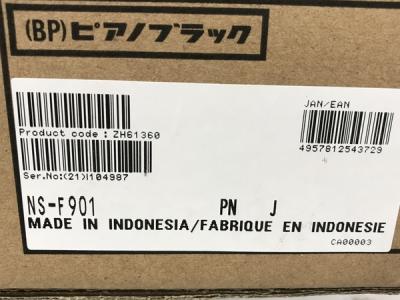 (BP)ピアノブラック
JAN/EAN
Product code : ZH61360
4957812543729
Ser.No:(21)I104987
NS-F901 PN J
MADE IN INDONESIA/FABRIQUE EN INDONESIE
CA00003